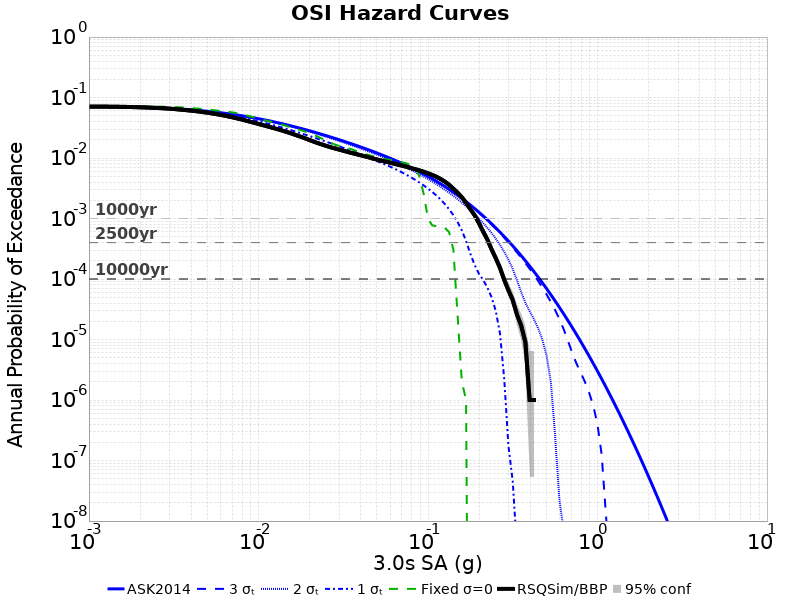 OSI Hazard Curves
Annual Probability of Exceedance
10^0
10^-1
10^-2
10^-3
10^-4
10^-5
10^-6
10^-7
10^-8
1000yr
2500yr
10000yr
10^-3 10^-2 10^-1 10^0 10^1
3.0s SA (g)
ASK2014 3 σₜ 2 σₜ 1 σₜ Fixed σ=0 RSQSim/BBP 95% conf